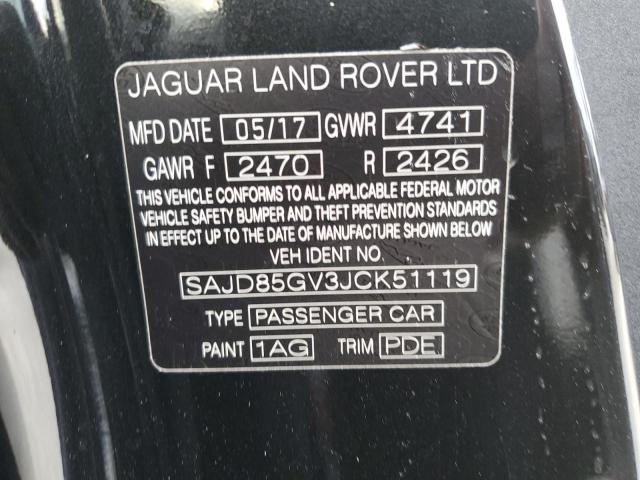 JAGUAR LAND ROVER LTD
MFD DATE 05/17 GVWR 4741
GAWR F 2470 R 2426
THIS VEHICLE CONFORMS TO ALL APPLICABLE FEDERAL MOTOR
VEHICLE SAFETY BUMPER AND THEFT PREVENTION STANDARDS
IN EFFECT UP TO THE DATE OF MANUFACTURE SHOWN BELOW
VEH IDENT NO.
SAJD85GV3JCK51119
TYPE PASSENGER CAR
PAINT 1AG TRIM PDE